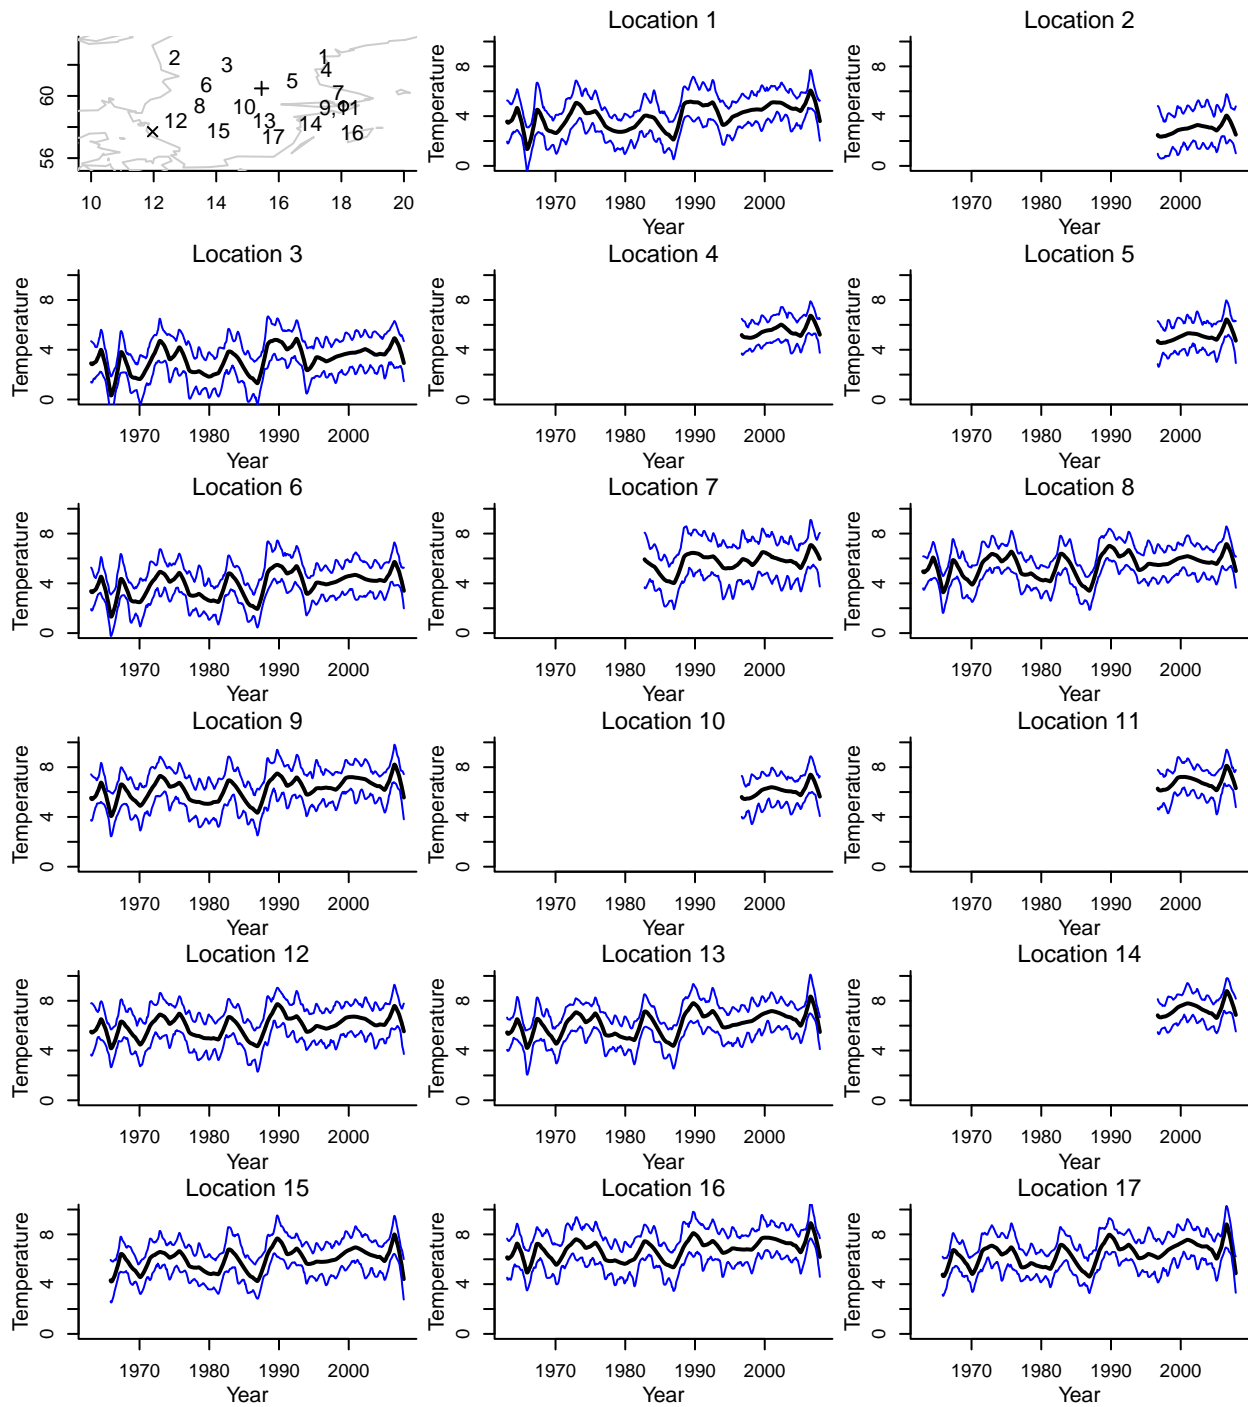 Location 1
Location 2
60
56
2
3
1
4
6
5
7
8
10
9, 1
12
13
14
15
17
16
10 12 14 16 18 20
Temperature
0 4 8
1970 1980 1990 2000
Year
Temperature
0 4 8
1970 1980 1990 2000
Year
Location 3
Location 4
Location 5
Temperature
0 4 8
1970 1980 1990 2000
Year
Temperature
0 4 8
1970 1980 1990 2000
Year
Temperature
0 4 8
1970 1980 1990 2000
Year
Location 6
Location 7
Location 8
Temperature
0 4 8
1970 1980 1990 2000
Year
Temperature
0 4 8
1970 1980 1990 2000
Year
Temperature
0 4 8
1970 1980 1990 2000
Year
Location 9
Location 10
Location 11
Temperature
0 4 8
1970 1980 1990 2000
Year
Temperature
0 4 8
1970 1980 1990 2000
Year
Temperature
0 4 8
1970 1980 1990 2000
Year
Location 12
Location 13
Location 14
Temperature
0 4 8
1970 1980 1990 2000
Year
Temperature
0 4 8
1970 1980 1990 2000
Year
Temperature
0 4 8
1970 1980 1990 2000
Year
Location 15
Location 16
Location 17
Temperature
0 4 8
1970 1980 1990 2000
Year
Temperature
0 4 8
1970 1980 1990 2000
Year
Temperature
0 4 8
1970 1980 1990 2000
Year